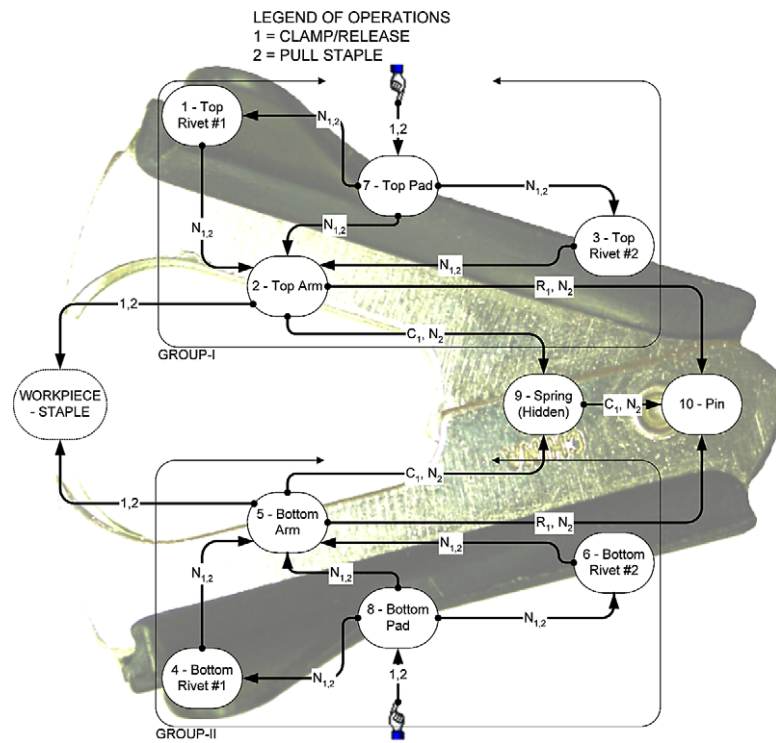 LEGEND OF OPERATIONS
1 = CLAMP/RELEASE
2 = PULL STAPLE
1 - Top
Rivet #1
N1,2
1,2
7 - Top Pad
N1,2
N1,2
N1,2
3 - Top
Rivet #2
N1,2
2 - Top Arm
R1, N2
1,2
C1, N2
GROUP-I
WORKPIECE
- STAPLE
9 - Spring
(Hidden)
C1, N2
10 - Pin
C1, N2
1,2
5 - Bottom
Arm
R1, N2
N1,2
6 - Bottom
Rivet #2
N1,2
N1,2
8 - Bottom
Pad
N1,2
4 - Bottom
Rivet #1
N1,2
1,2
GROUP-II